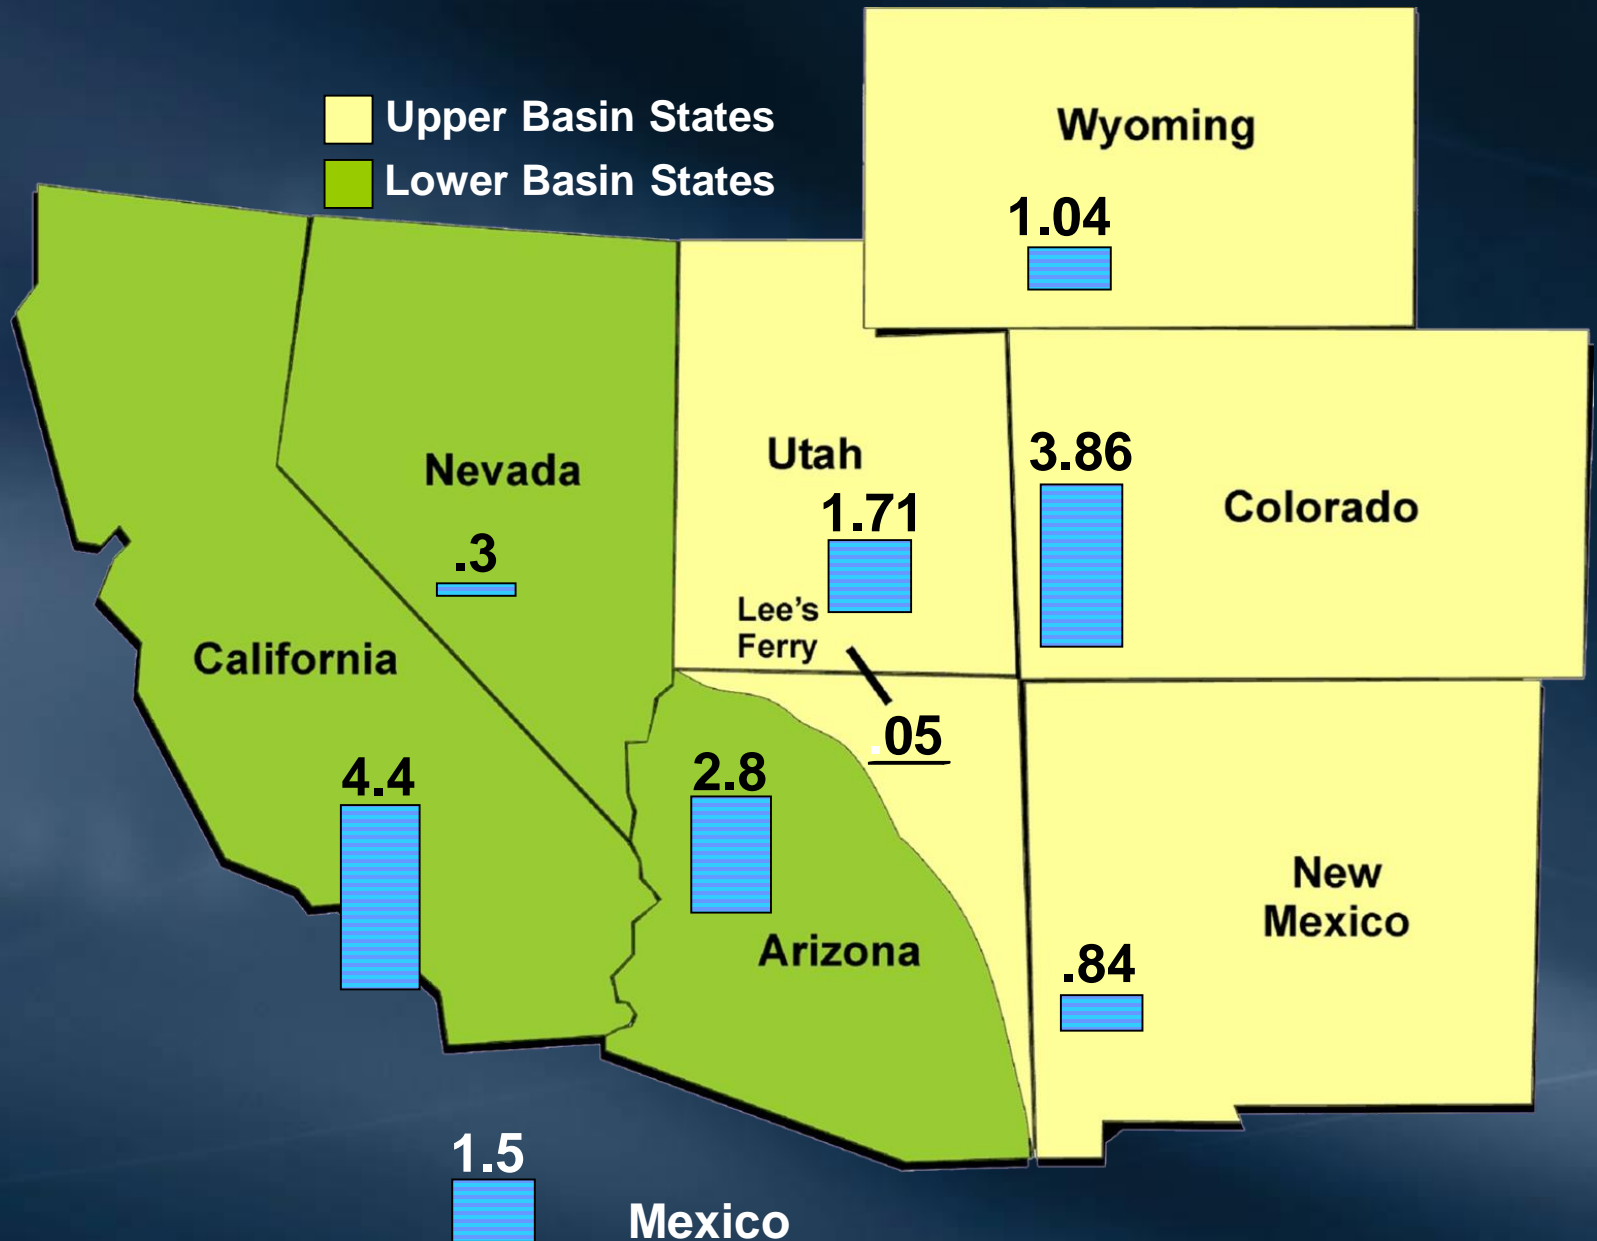 Upper Basin States
Lower Basin States
Wyoming
1.04
Nevada
.3
Utah
1.71
3.86
Colorado
Lee's
Ferry
.05
California
4.4
2.8
Arizona
New
Mexico
.84
1.5
Mexico